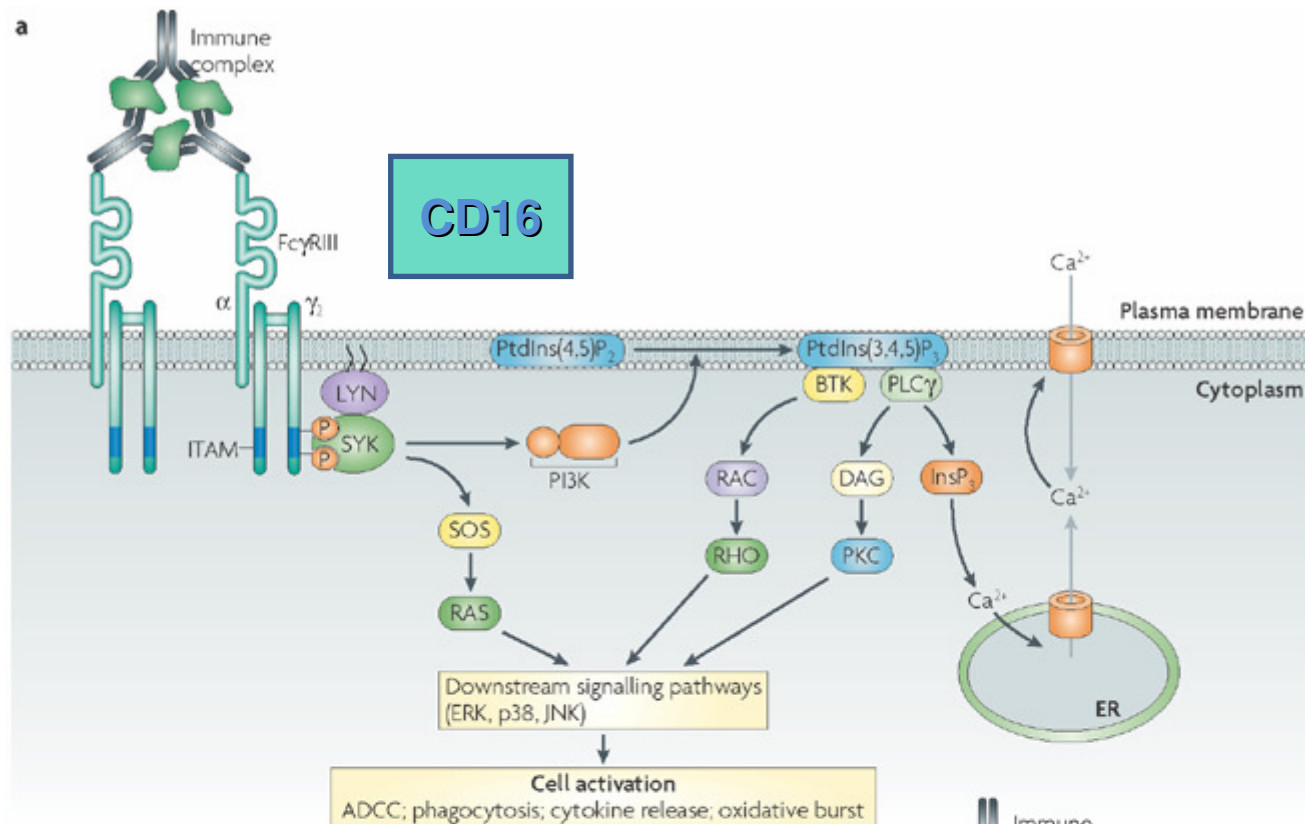 a
Immune
complex
CD16
FcγRIII
α
γ₂
Ca²⁺
Plasma membrane
PtdIns(4,5)P₂
PtdIns(3,4,5)P₃
Cytoplasm
LYN
BTK
PLCγ
P
SYK
P
ITAM
PI3K
RAC
DAG
InsP₃
Ca²⁺
SOS
RHO
PKC
RAS
Ca²⁺
Downstream signalling pathways
(ERK, p38, JNK)
ER
Cell activation
ADCC; phagocytosis; cytokine release; oxidative burst
Immune